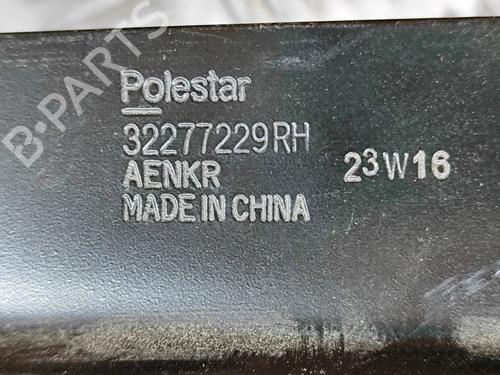 Polestar
32277229RH
AENKR
23W16
MADE IN CHINA
B-PARTS